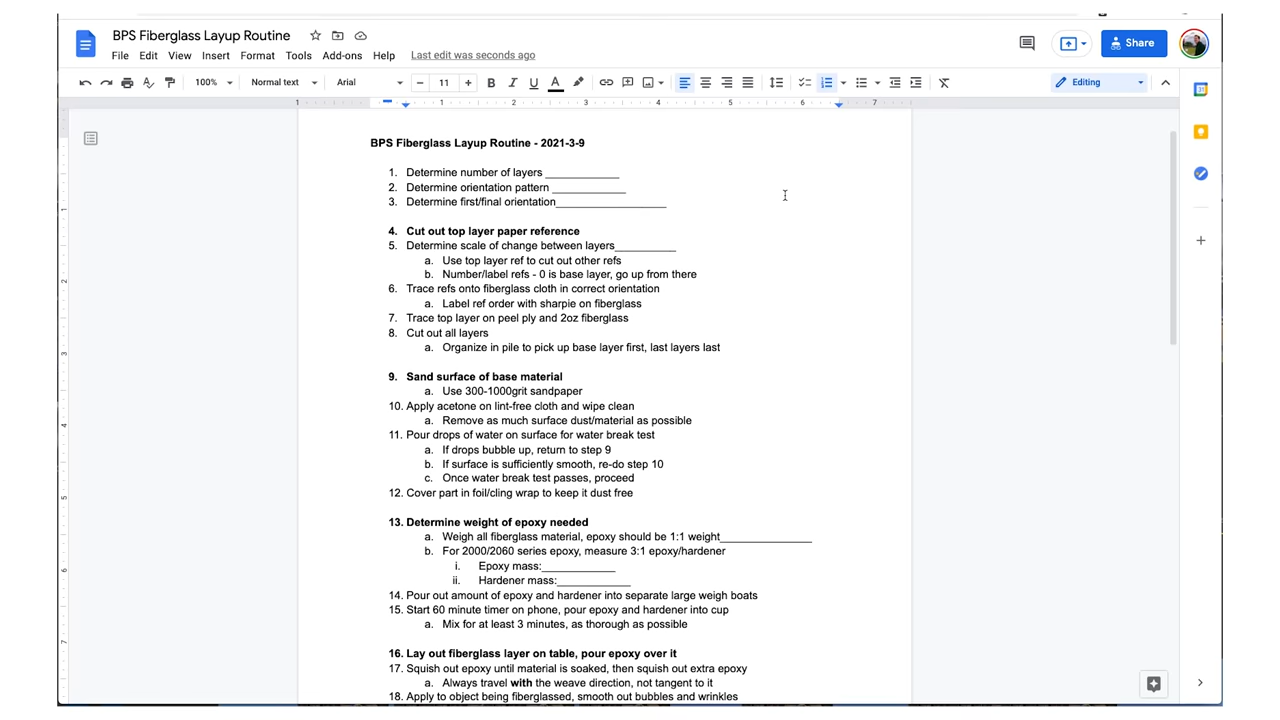 BPS Fiberglass Layup Routine
File Edit View Insert Format Tools Add-ons Help Last edit was seconds ago
Share
100% Normal text Arial 11 B I U A Editing
1 1 2 3 4 5 6 7
BPS Fiberglass Layup Routine - 2021-3-9
1. Determine number of layers ____________
2. Determine orientation pattern ____________
3. Determine first/final orientation__________________
4. Cut out top layer paper reference
5. Determine scale of change between layers__________
a. Use top layer ref to cut out other refs
b. Number/label refs - 0 is base layer, go up from there
6. Trace refs onto fiberglass cloth in correct orientation
a. Label ref order with sharpie on fiberglass
7. Trace top layer on peel ply and 2oz fiberglass
8. Cut out all layers
a. Organize in pile to pick up base layer first, last layers last
9. Sand surface of base material
a. Use 300-1000grit sandpaper
10. Apply acetone on lint-free cloth and wipe clean
a. Remove as much surface dust/material as possible
11. Pour drops of water on surface for water break test
a. If drops bubble up, return to step 9
b. If surface is sufficiently smooth, re-do step 10
c. Once water break test passes, proceed
12. Cover part in foil/cling wrap to keep it dust free
13. Determine weight of epoxy needed
a. Weigh all fiberglass material, epoxy should be 1:1 weight_______________
b. For 2000/2060 series epoxy, measure 3:1 epoxy/hardener
i. Epoxy mass:____________
ii. Hardener mass:____________
14. Pour out amount of epoxy and hardener into separate large weigh boats
15. Start 60 minute timer on phone, pour epoxy and hardener into cup
a. Mix for at least 3 minutes, as thorough as possible
16. Lay out fiberglass layer on table, pour epoxy over it
17. Squish out epoxy until material is soaked, then squish out extra epoxy
a. Always travel with the weave direction, not tangent to it
18. Apply to object being fiberglassed, smooth out bubbles and wrinkles